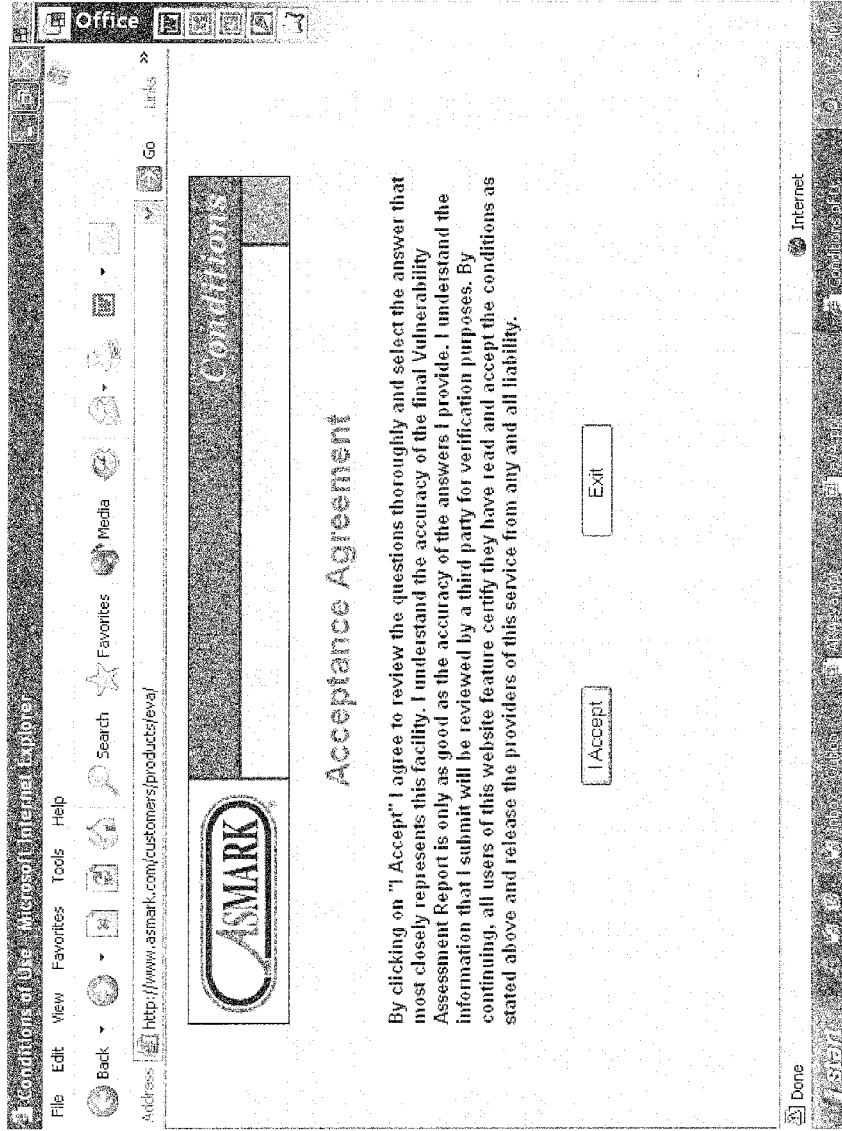 Conditions of Use - Microsoft Internet Explorer
File Edit View Favorites Tools Help
Back Search Favorites Media
Address http://www.asmark.com/customers/products/eva/ Go Links »
Office
ASMARK
Conditions
Acceptance Agreement
By clicking on "I Accept" I agree to review the questions thoroughly and select the answer that
most closely represents this facility. I understand the accuracy of the final Vulnerability
Assessment Report is only as good as the accuracy of the answers I provide. I understand the
information that I submit will be reviewed by a third party for verification purposes. By
continuing, all users of this website feature certify they have read and accept the conditions as
stated above and release the providers of this service from any and all liability.
I Accept Exit
Done Internet
start